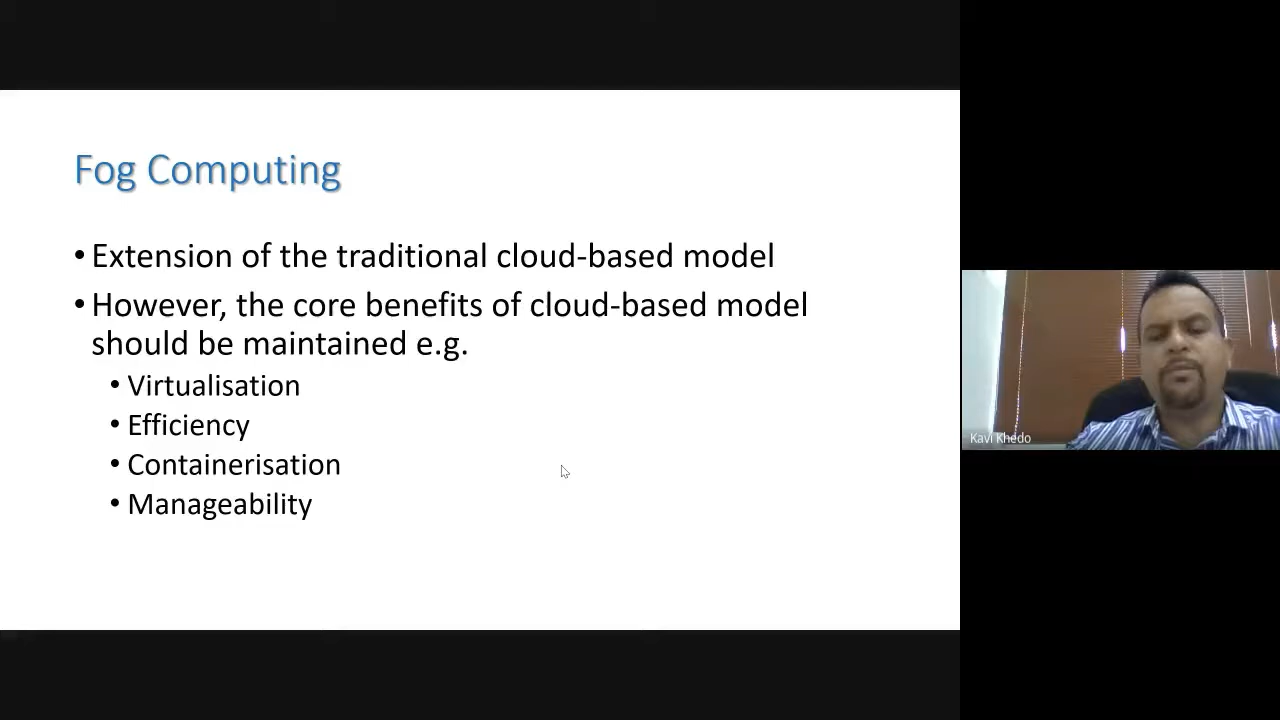 Fog Computing
• Extension of the traditional cloud-based model
• However, the core benefits of cloud-based model
should be maintained e.g.
• Virtualisation
• Efficiency
• Containerisation
• Manageability
Kavi Khedo